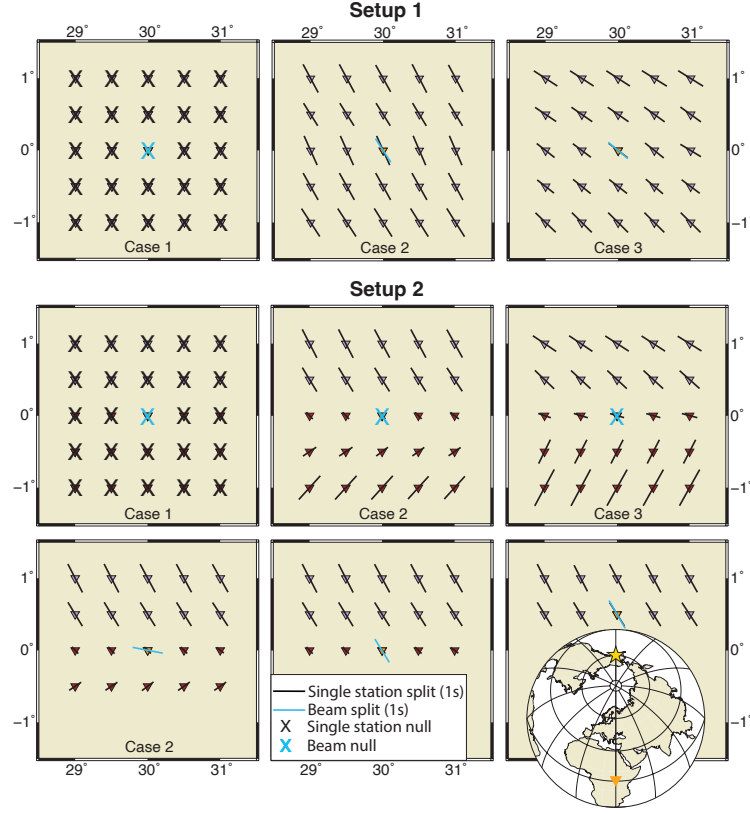 Setup 1
29° 30° 31° 29° 30° 31° 29° 30° 31°
1° 1°
0° 0°
−1° −1°
Case 1 Case 2 Case 3
Setup 2
1° 1°
0° 0°
−1° −1°
Case 1 Case 2 Case 3
1° 1°
0° 0°
−1° −1°
Case 2
Single station split (1s)
Beam split (1s)
X Single station null
X Beam null
29° 30° 31° 29° 30° 31°